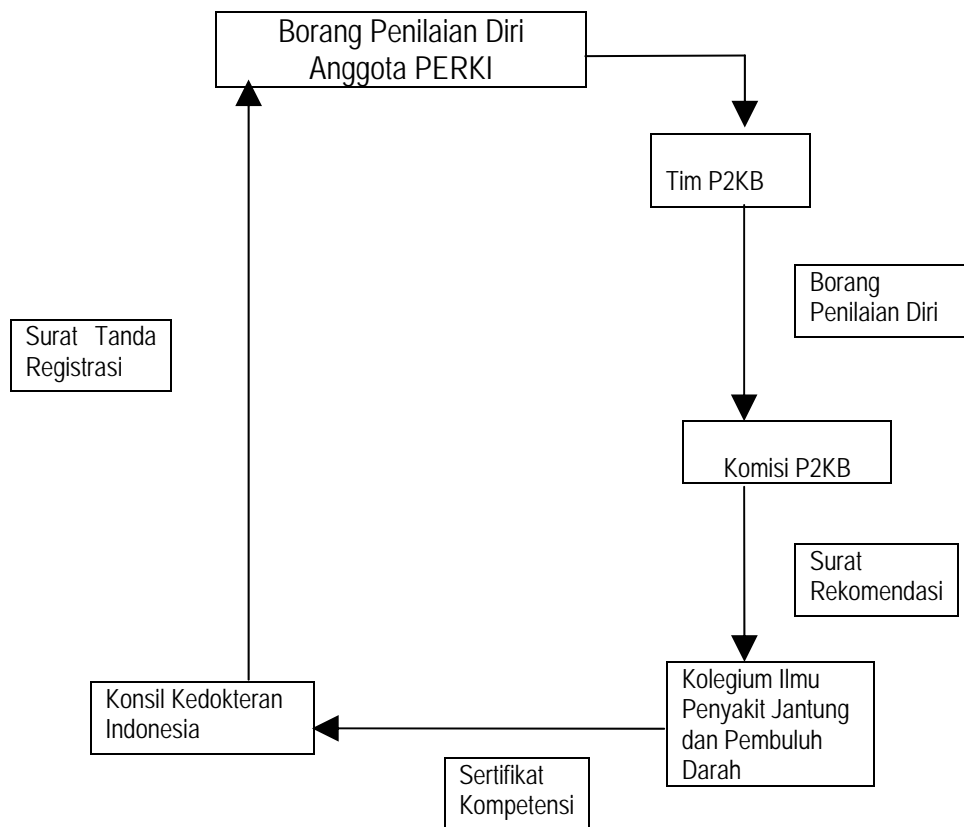 Borang Penilaian Diri
Anggota PERKI
Tim P2KB
Borang
Penilaian Diri
Surat Tanda
Registrasi
Komisi P2KB
Surat
Rekomendasi
Kolegium Ilmu
Penyakit Jantung
dan Pembuluh
Darah
Konsil Kedokteran
Indonesia
Sertifikat
Kompetensi